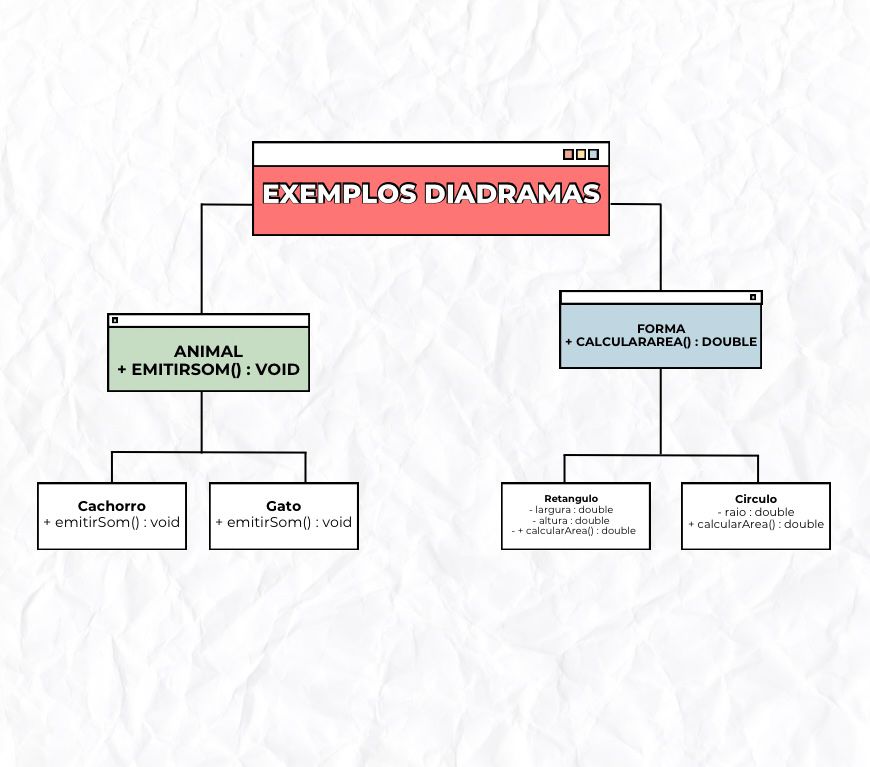 EXEMPLOS DIADRAMAS
ANIMAL
+ EMITIRSOM() : VOID
FORMA
+ CALCULARAREA() : DOUBLE
Cachorro
+ emitirSom() : void
Gato
+ emitirSom() : void
Retangulo
- largura : double
- altura : double
- + calcularArea() : double
Circulo
- raio : double
+ calcularArea() : double